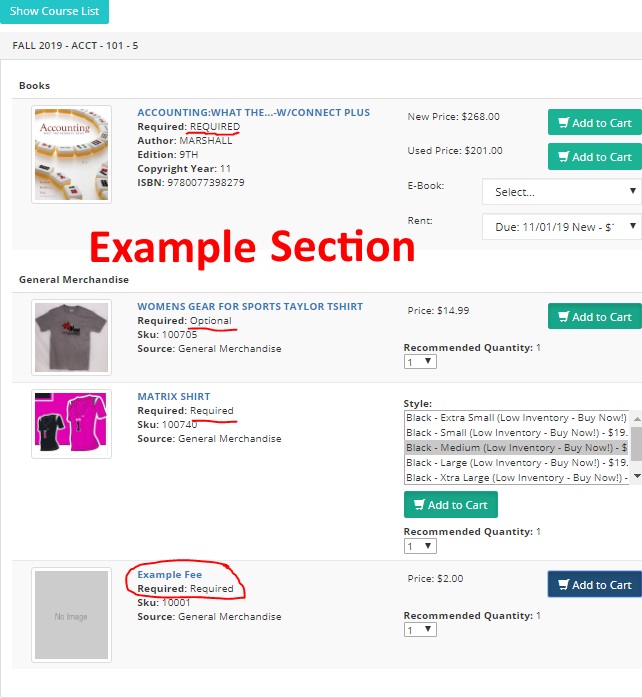 Show Course List
FALL 2019 - ACCT - 101 - 5
Books
Accounting
ACCOUNTING:WHAT THE...-W/CONNECT PLUS
Required: REQUIRED
Author: MARSHALL
Edition: 9TH
Copyright Year: 11
ISBN: 9780077398279
New Price: $268.00
Add to Cart
Used Price: $201.00
Add to Cart
E-Book:
Select...
Rent:
Due: 11/01/19 New - $
Example Section
General Merchandise
WOMENS GEAR FOR SPORTS TAYLOR TSHIRT
Required: Optional
Sku: 100705
Source: General Merchandise
Price: $14.99
Add to Cart
Recommended Quantity: 1
1
MATRIX SHIRT
Required: Required
Sku: 100740
Source: General Merchandise
Style:
Black - Extra Small (Low Inventory - Buy Now!)
Black - Small (Low Inventory - Buy Now!) - $19.
Black - Medium (Low Inventory - Buy Now!) - $
Black - Large (Low Inventory - Buy Now!) - $19.
Black - Xtra Large (Low Inventory - Buy Now!) -
Add to Cart
Recommended Quantity: 1
1
No Image
Example Fee
Required: Required
Sku: 10001
Source: General Merchandise
Price: $2.00
Add to Cart
Recommended Quantity: 1
1